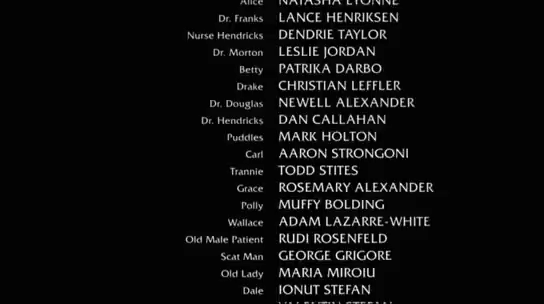 Alice NATASHA LYONNE
Dr. Franks LANCE HENRIKSEN
Nurse Hendricks DENDRIE TAYLOR
Dr. Morton LESLIE JORDAN
Betty PATRIKA DARBO
Drake CHRISTIAN LEFFLER
Dr. Douglas NEWELL ALEXANDER
Dr. Hendricks DAN CALLAHAN
Puddles MARK HOLTON
Carl AARON STRONGONI
Trannie TODD STITES
Grace ROSEMARY ALEXANDER
Polly MUFFY BOLDING
Wallace ADAM LAZARRE-WHITE
Old Male Patient RUDI ROSENFELD
Scat Man GEORGE GRIGORE
Old Lady MARIA MIROIU
Dale IONUT STEFAN